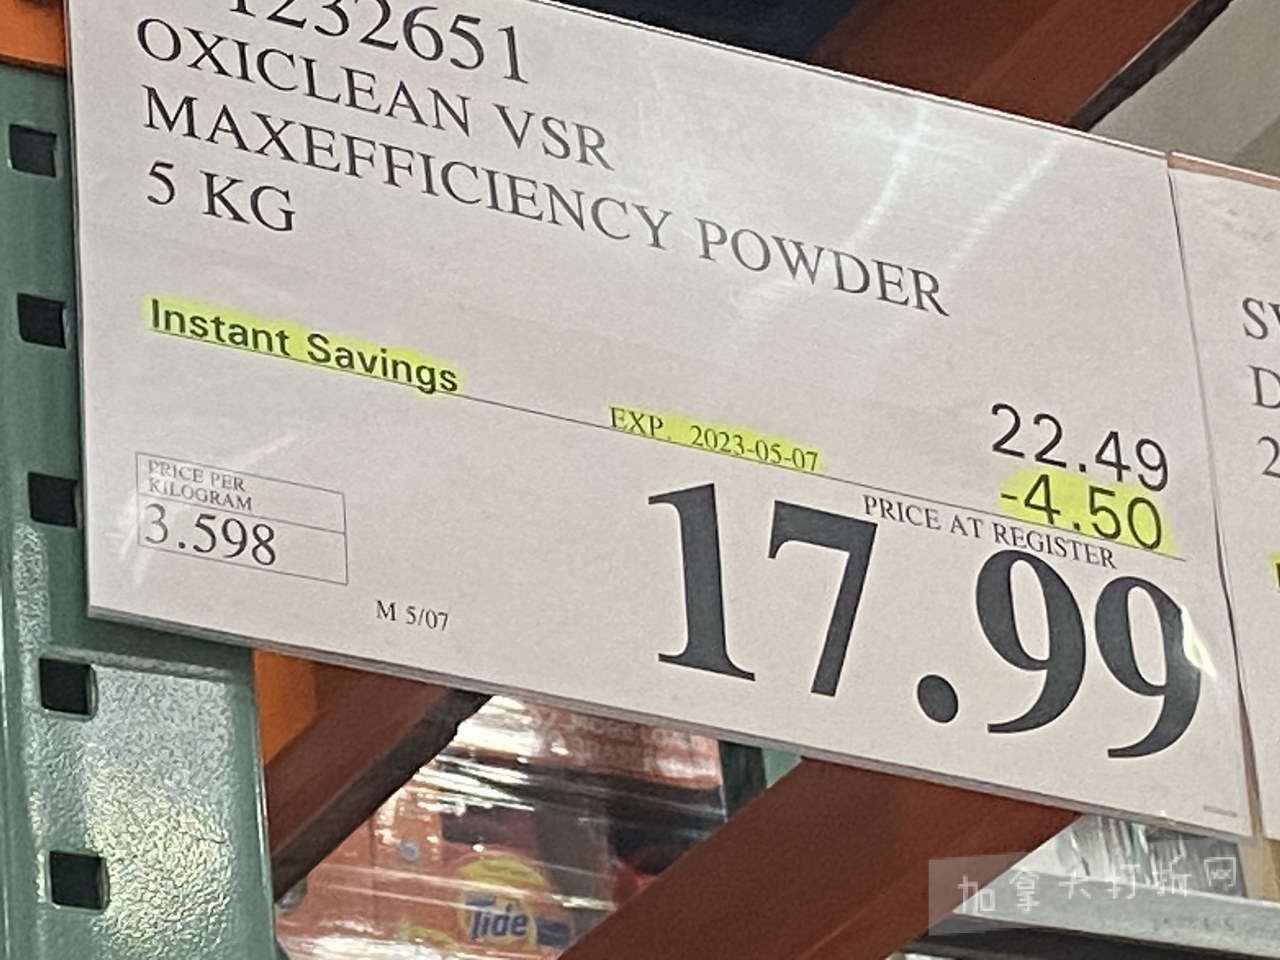 1232651
OXICLEAN VSR
MAXEFFICIENCY POWDER
5 KG
Instant Savings
EXP. 2023-05-07
22.49
-4.50
PRICE AT REGISTER
17.99
PRICE PER
KILOGRAM
3.598
M 5/07
D
2
Tide
加拿大打折网